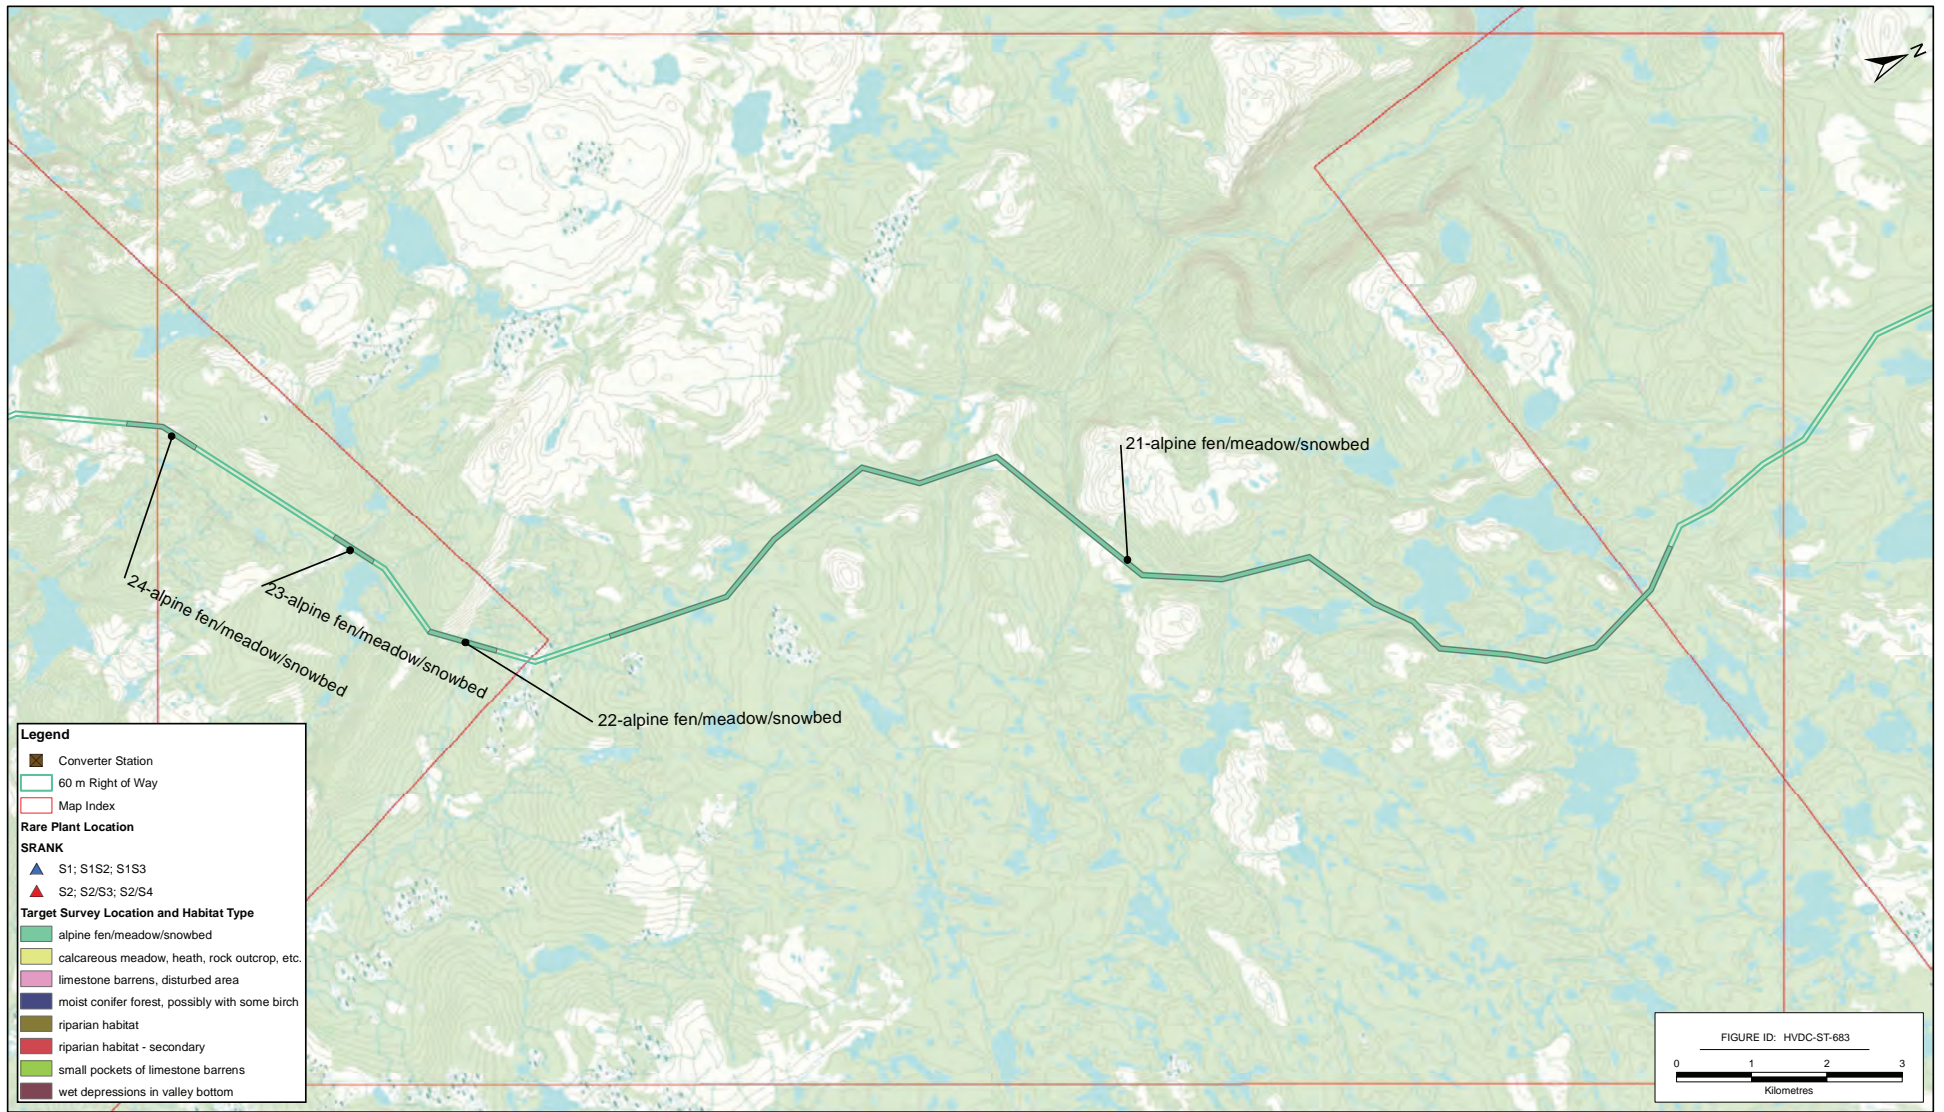 N
21-alpine fen/meadow/snowbed
24-alpine fen/meadow/snowbed
23-alpine fen/meadow/snowbed
22-alpine fen/meadow/snowbed
Legend
Converter Station
60 m Right of Way
Map Index
Rare Plant Location
SRANK
S1; S1S2; S1S3
S2; S2/S3; S2/S4
Target Survey Location and Habitat Type
alpine fen/meadow/snowbed
calcareous meadow, heath, rock outcrop, etc.
limestone barrens, disturbed area
moist conifer forest, possibly with some birch
riparian habitat
riparian habitat - secondary
small pockets of limestone barrens
wet depressions in valley bottom
FIGURE ID: HVDC-ST-683
0 1 2 3
Kilometres